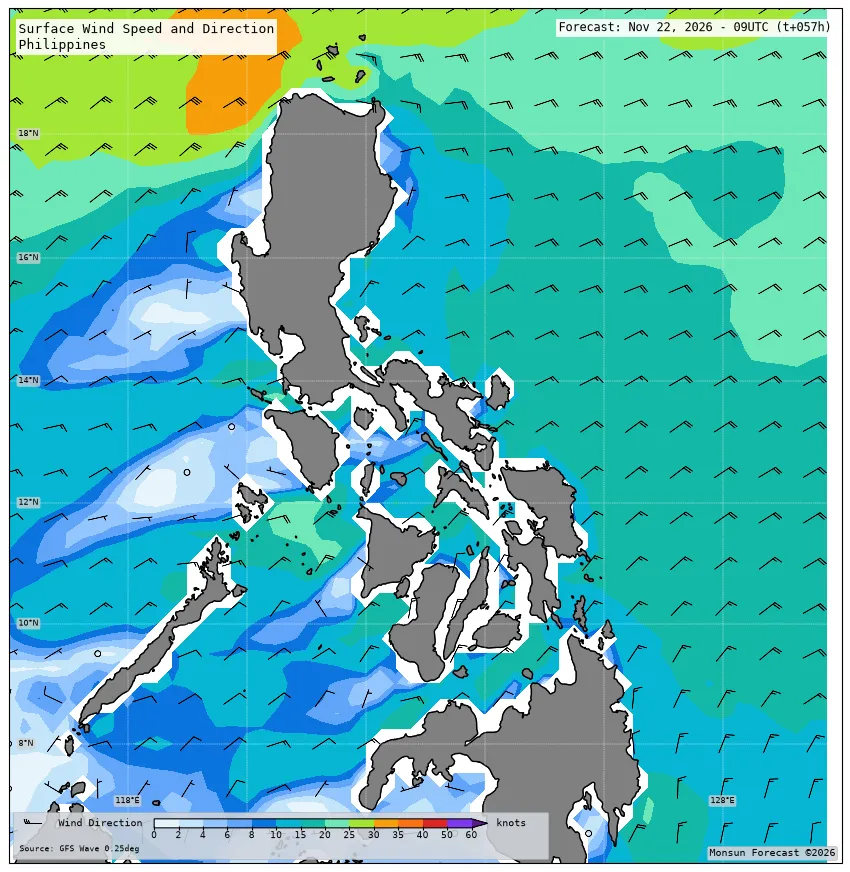 Surface Wind Speed and Direction
Philippines
Forecast: Nov 22, 2026 - 09UTC (t+057h)
18°N
16°N
14°N
12°N
10°N
8°N
118°E
128°E
Wind Direction
0 2 4 6 8 10 15 20 25 30 35 40 50 60
knots
Source: GFS Wave 0.25deg
Monsun Forecast ©2026